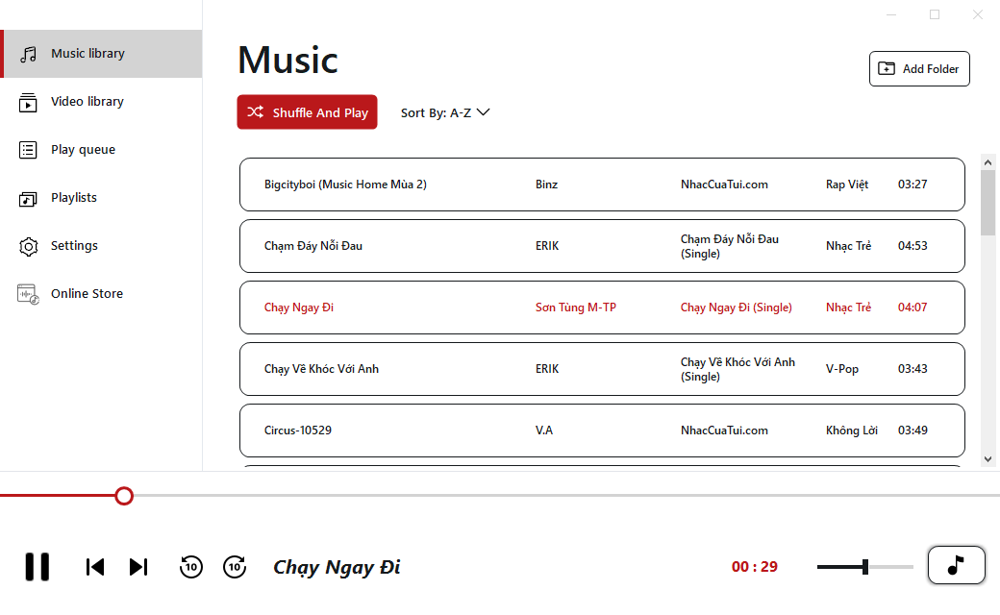 Music library
Video library
Play queue
Playlists
Settings
Online Store
Music
Add Folder
Shuffle And Play
Sort By: A-Z
Bigcityboi (Music Home Mùa 2) Binz NhacCuaTui.com Rap Việt 03:27
Chạm Đáy Nỗi Đau ERIK Chạm Đáy Nỗi Đau (Single) Nhạc Trẻ 04:53
Chạy Ngay Đi Sơn Tùng M-TP Chạy Ngay Đi (Single) Nhạc Trẻ 04:07
Chạy Về Khóc Với Anh ERIK Chạy Về Khóc Với Anh (Single) V-Pop 03:43
Circus-10529 V.A NhacCuaTui.com Không Lời 03:49
10 10 Chạy Ngay Đi 00 : 29